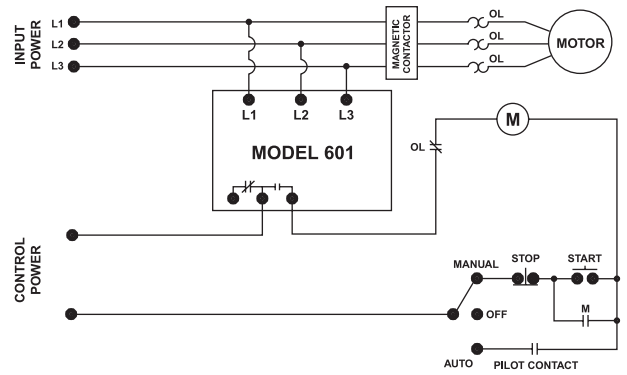 INPUT
POWER
L1
L2
L3
MAGNETIC
CONTACTOR
OL
OL
OL
MOTOR
L1 L2 L3
MODEL 601
OL
M
CONTROL
POWER
MANUAL
STOP
START
OFF
M
AUTO
PILOT CONTACT